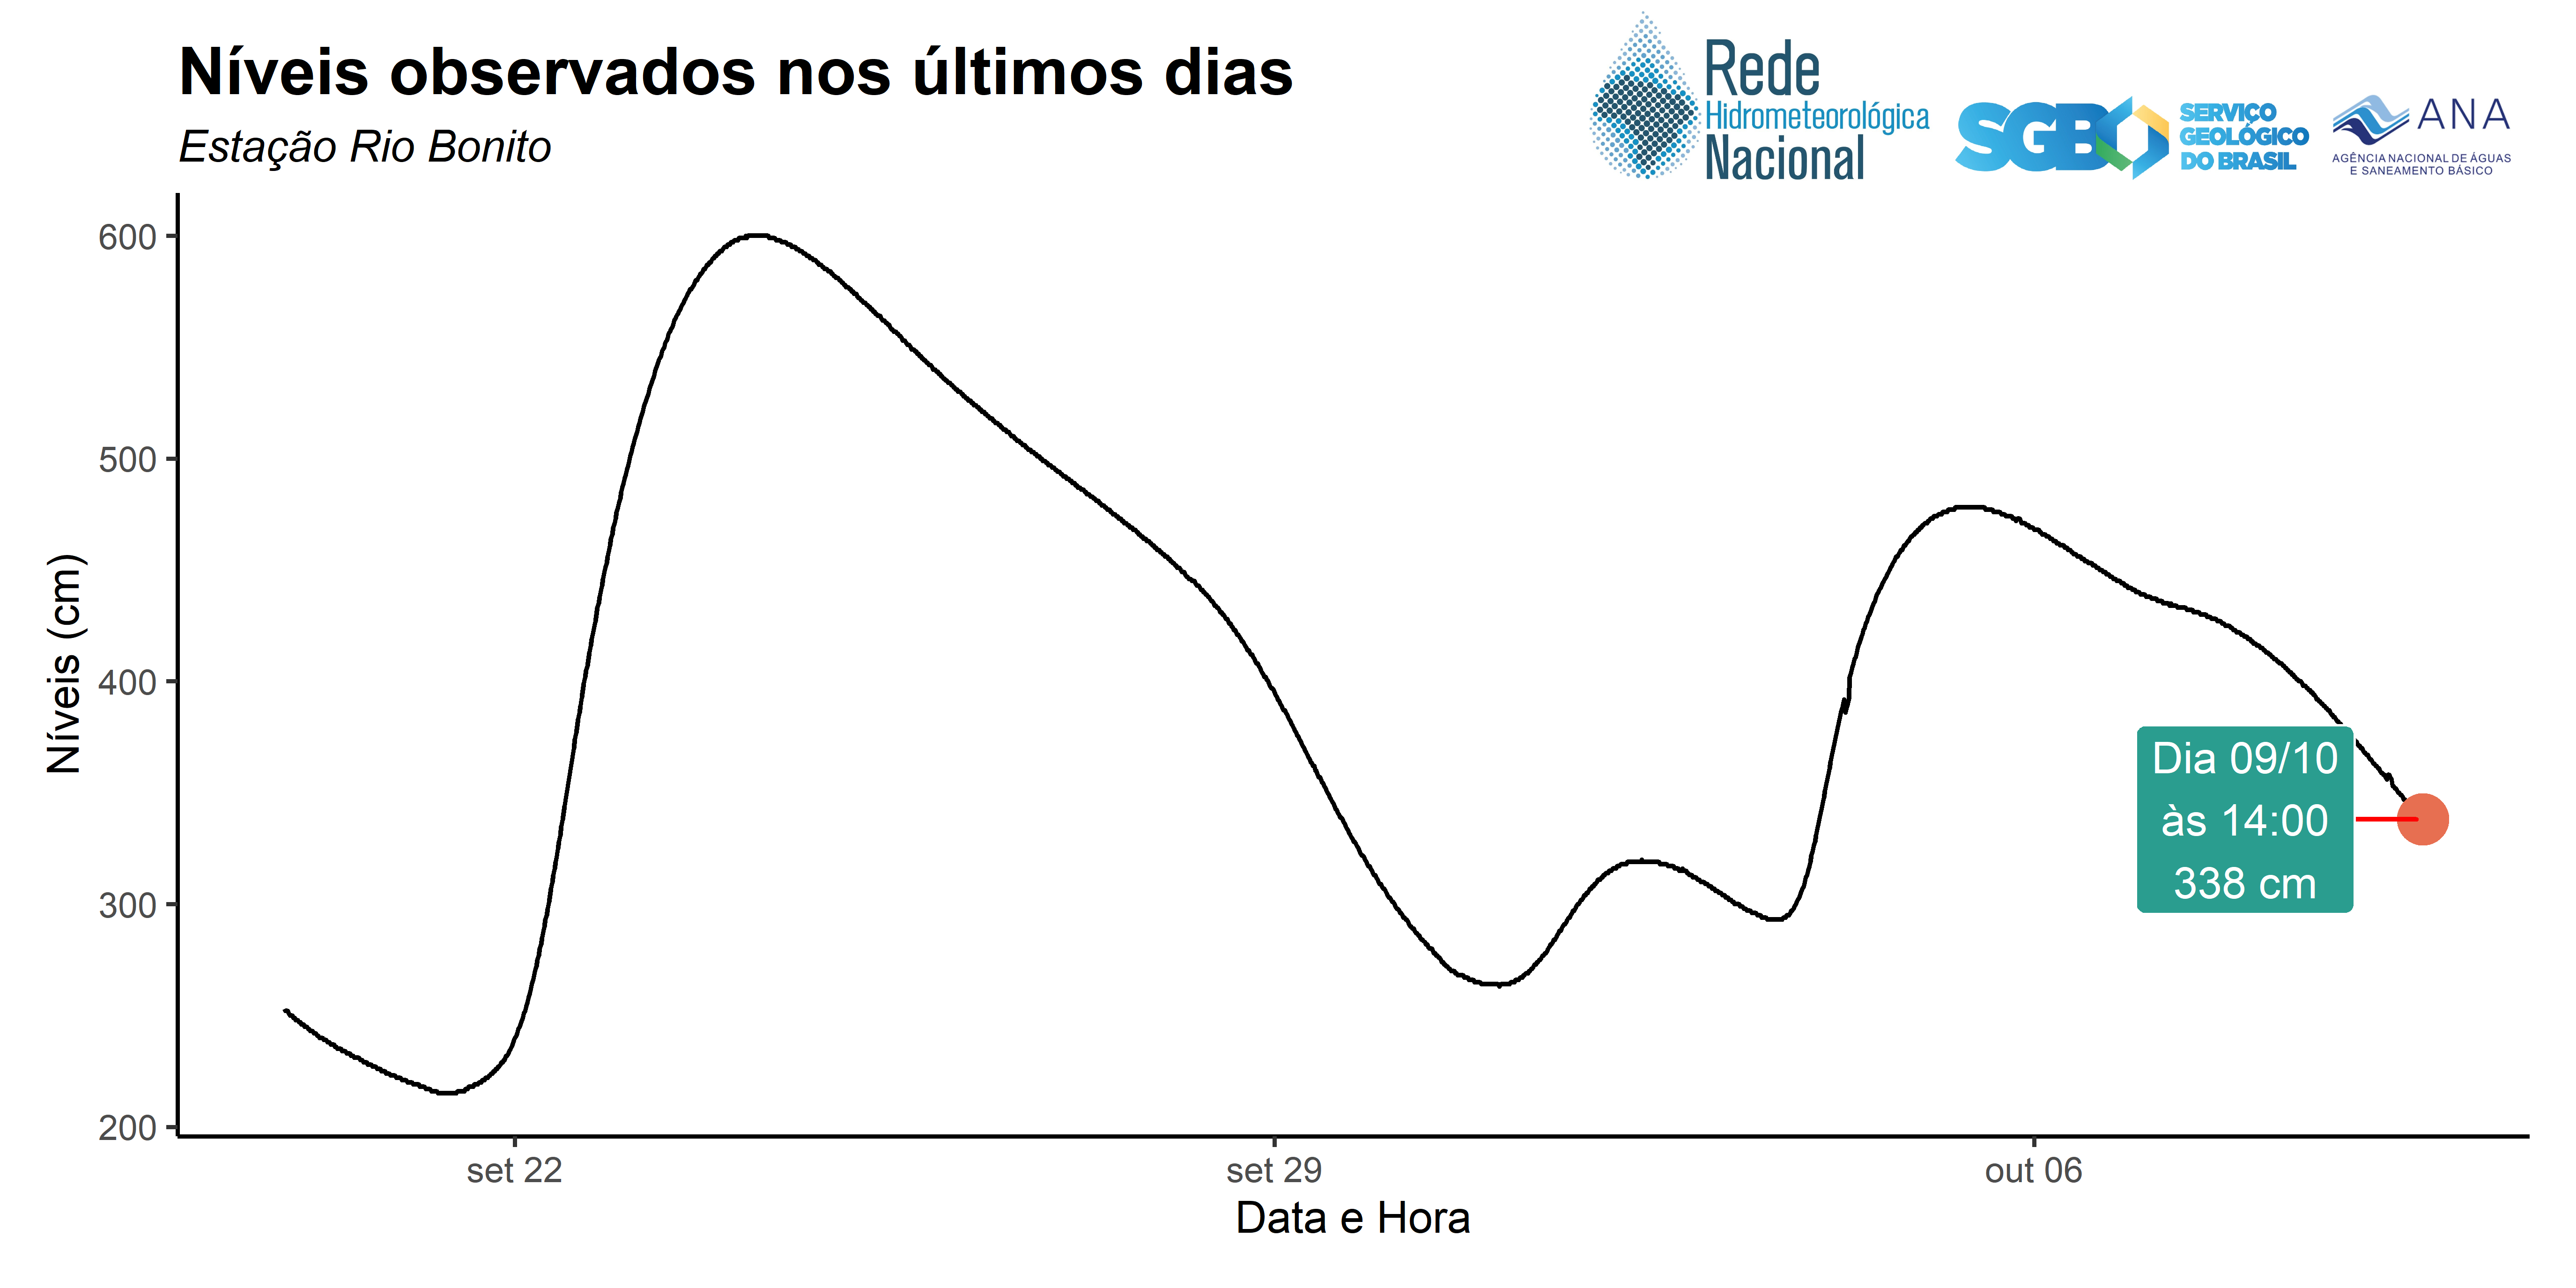 Níveis observados nos últimos dias
Estação Rio Bonito
Rede
Hidrometeorológica
Nacional
SGB
SERVIÇO
GEOLÓGICO
DO BRASIL
ANA
AGÊNCIA NACIONAL DE ÁGUAS
E SANEAMENTO BÁSICO
Níveis (cm)
600
500
400
300
200
Dia 09/10
às 14:00
338 cm
set 22
set 29
out 06
Data e Hora